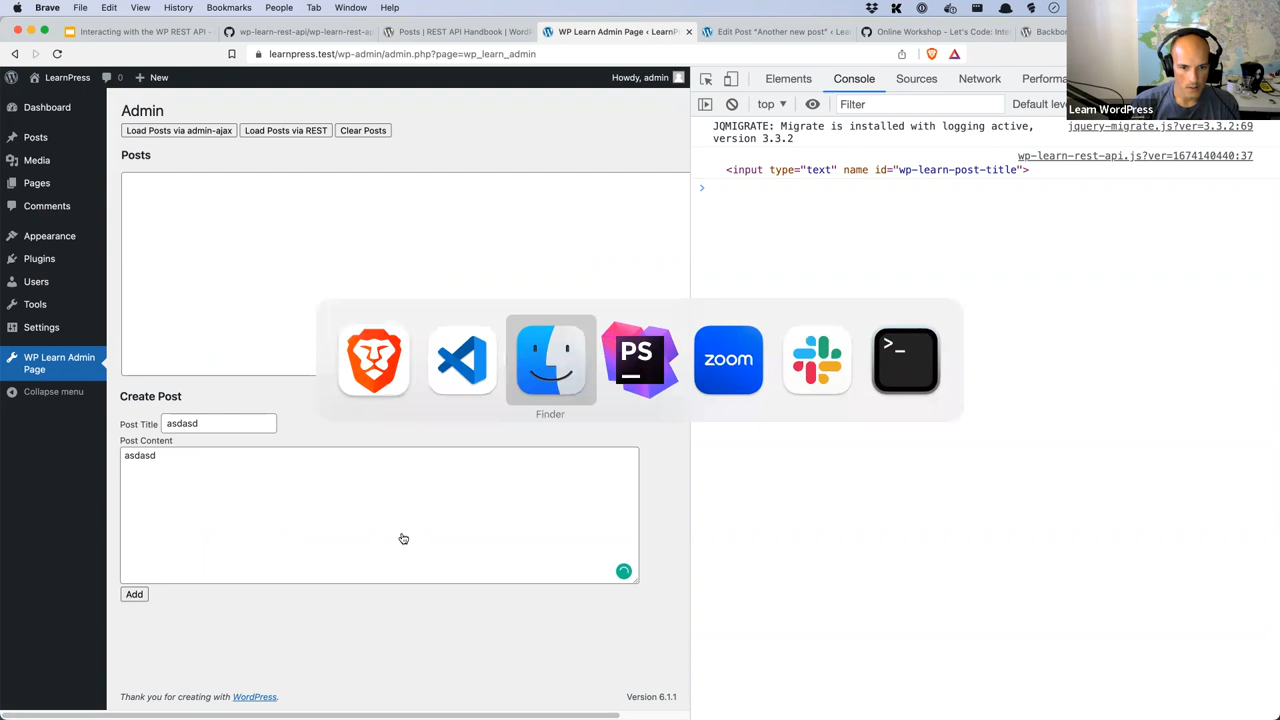 Brave File Edit View History Bookmarks People Tab Window Help
Interacting with the WP REST API -
wp-learn-rest-api/wp-learn-rest-ap
Posts | REST API Handbook | WordP
WP Learn Admin Page ‹ LearnP
Edit Post "Another new post" ‹ Lea
Online Workshop - Let's Code: Inte
Backbon
learnpress.test/wp-admin/admin.php?page=wp_learn_admin
LearnPress 0 + New Howdy, admin
Dashboard
Posts
Media
Pages
Comments
Appearance
Plugins
Users
Tools
Settings
WP Learn Admin
Page
Collapse menu
Admin
Load Posts via admin-ajax Load Posts via REST Clear Posts
Posts
Create Post
Post Title asdasd
Post Content
asdasd
Add
Thank you for creating with WordPress. Version 6.1.1
PS
zoom
>_
Finder
Elements Console Sources Network Performa
top Filter Default lev
JQMIGRATE: Migrate is installed with logging active, jquery-migrate.js?ver=3.3.2:69
version 3.3.2
wp-learn-rest-api.js?ver=1674140440:37
<input type="text" name id="wp-learn-post-title">
Learn WordPress